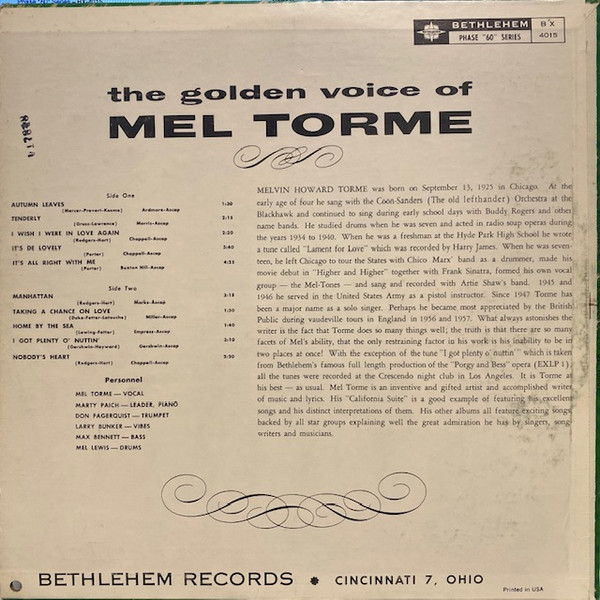 BETHLEHEM
PHASE "60" SERIES
BX
4015
the golden voice of
MEL TORME
Side One
AUTUMN LEAVES 1:30
(Mercer-Prevert-Kosma) Ardmore-Ascap
TENDERLY 2:15
(Gross-Lawrence) Morris-Ascap
I WISH I WERE IN LOVE AGAIN 2:20
(Rodgers-Hart) Chappell-Ascap
IT'S DE LOVELY 2:40
(Porter) Chappell-Ascap
IT'S ALL RIGHT WITH ME 4:21
(Porter) Buxton Hill-Ascap
Side Two
MANHATTAN 2:18
(Rodgers-Hart) Marks-Ascap
TAKING A CHANCE ON LOVE 1:50
(Duke-Fetter-Latouche) Miller-Ascap
HOME BY THE SEA 1:40
(Lewing-Fetter) Empress-Ascap
I GOT PLENTY O' NUTTIN' 2:12
(Gershwin-Heyward) Gershwin-Ascap
NOBODY'S HEART 2:30
(Rodgers-Hart) Chappell-Ascap
Personnel
MEL TORME — VOCAL
MARTY PAICH — LEADER, PIANO
DON FAGERQUIST — TRUMPET
LARRY BUNKER — VIBES
MAX BENNETT — BASS
MEL LEWIS — DRUMS
MELVIN HOWARD TORME was born on September 13, 1925 in Chicago. At the
early age of four he sang with the Coon-Sanders (The old lefthander) Orchestra at the
Blackhawk and continued to sing during early school days with Buddy Rogers and other
name bands. He studied drums when he was seven and acted in radio soap operas during
the years 1934 to 1940. When he was a freshman at the Hyde Park High School he wrote
a tune called "Lament for Love" which was recorded by Harry James. When he was seven-
teen, he left Chicago to tour the States with Chico Marx' band as a drummer, made his
movie debut in "Higher and Higher" together with Frank Sinatra, formed his own vocal
group — the Mel-Tones — and sang and recorded with Artie Shaw's band. 1945 and
1946 he served in the United States Army as a pistol instructor. Since 1947 Torme has
been a major name as a solo singer. Perhaps he became most appreciated by the British
Public during vaudeville tours in England in 1956 and 1957. What always astonishes the
writer is the fact that Torme does so many things well; the truth is that there are so many
facets of Mel's ability, that the only restraining factor in his work is his inability to be in
two places at once! With the exception of the tune "I got plenty o' nuttin'" which is taken
from Bethlehem's famous full length production of the "Porgy and Bess" opera (EXLP 1),
all the tunes were recorded at the Crescendo night club in Los Angeles. It is Torme at
his best — as usual. Mel Torme is an inventive and gifted artist and accomplished writer
of music and lyrics. His "California Suite" is a good example of featuring his excellent
songs and his distinct interpretations of them. His other albums all feature exciting songs,
backed by all star groups explaining well the great admiration he has by singers, song-
writers and musicians.
BETHLEHEM RECORDS * CINCINNATI 7, OHIO
Printed in USA